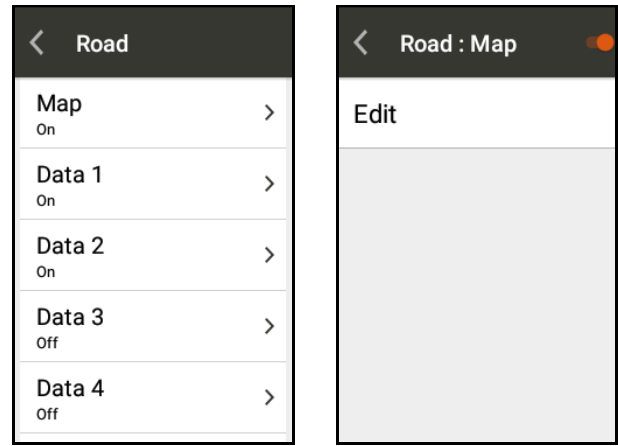 Road
Map
On
Data 1
On
Data 2
On
Data 3
Off
Data 4
Off
Road : Map
Edit